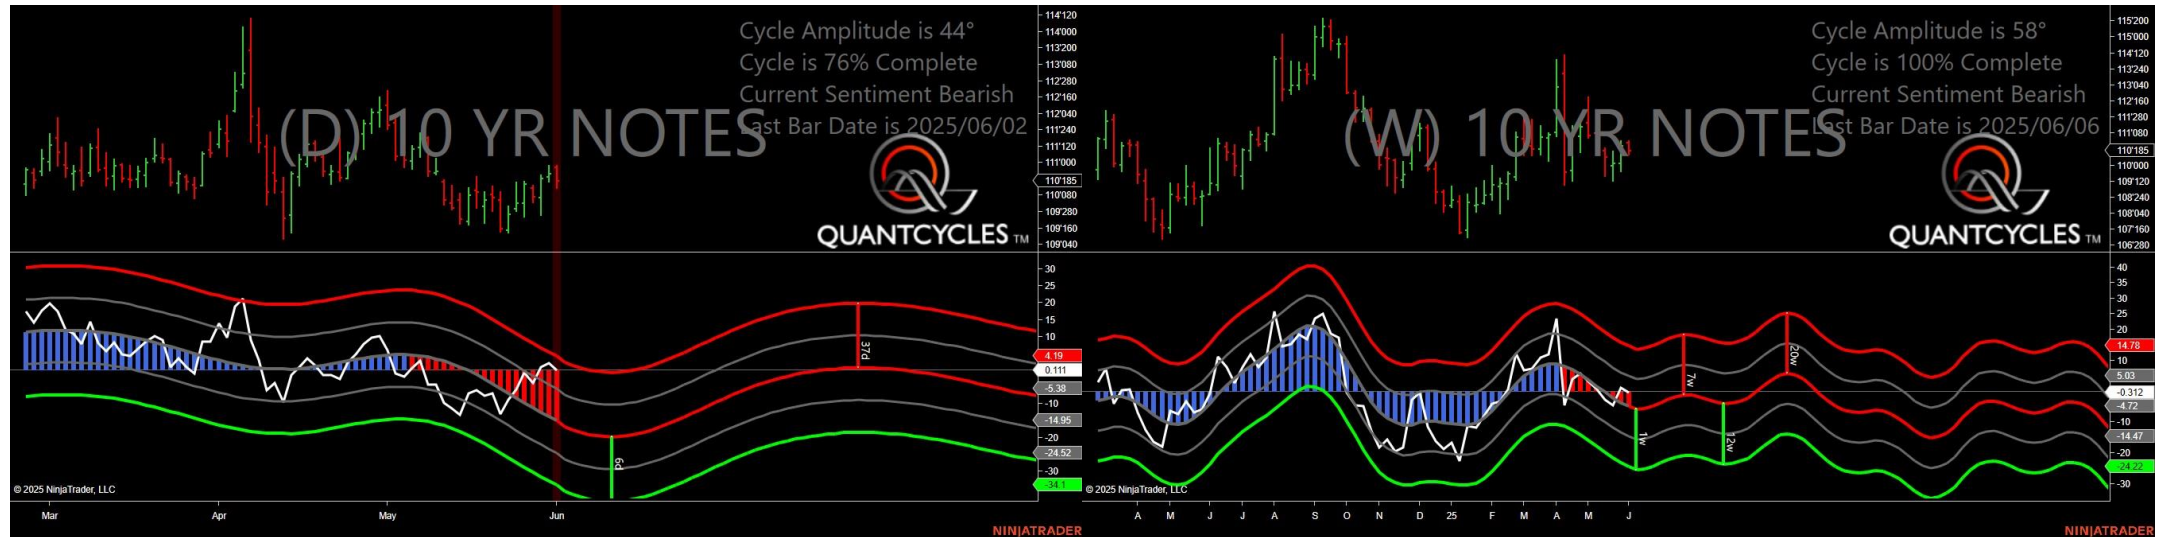 Cycle Amplitude is 44°
Cycle is 76% Complete
Current Sentiment Bearish
Last Bar Date is 2025/06/02
(D) 10 YR NOTES
QUANTCYCLES TM
114'120
114'000
113'200
113'080
112'280
112'160
112'040
111'240
111'120
111'000
110'185
110'080
109'280
109'160
109'040
30
25
20
15
10
4.19
0.111
-5.38
-10
-14.95
-20
-24.52
-30
-34.1
37d
6d
© 2025 NinjaTrader, LLC
Mar
Apr
May
Jun
NINJATRADER
Cycle Amplitude is 58°
Cycle is 100% Complete
Current Sentiment Bearish
Last Bar Date is 2025/06/06
(W) 10 YR NOTES
QUANTCYCLES TM
115'200
115'000
114'120
113'240
113'040
112'160
111'280
111'080
110'185
110'000
109'120
108'240
108'040
107'160
106'280
40
35
30
25
20
14.78
10
5.03
-0.312
-4.72
-10
-14.47
-20
-24.22
-30
7w
20w
1w
12w
© 2025 NinjaTrader, LLC
A M J J A S O N D 25 F M A M J
NINJATRADER